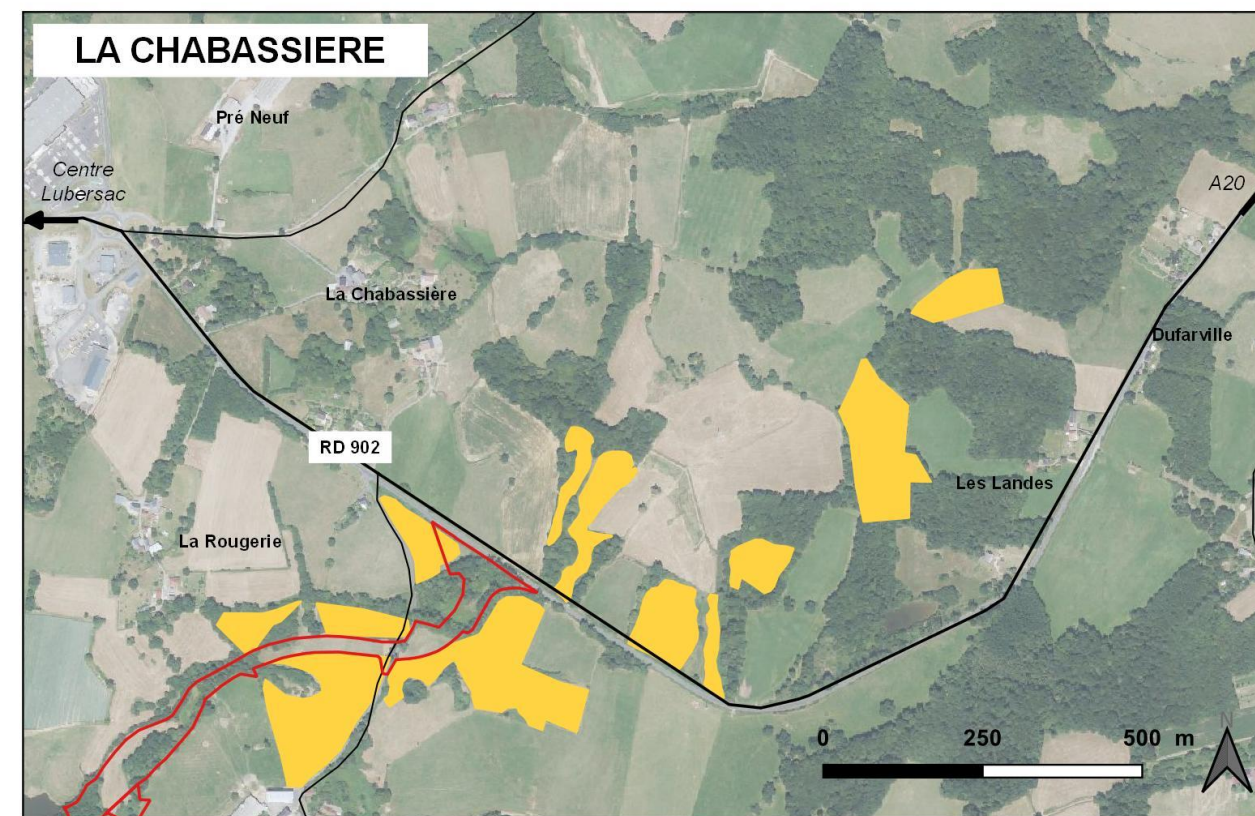 LA CHABASSIERE
Pré Neuf
Centre
Lubersac
A20
La Chabassière
Dufarville
RD 902
Les Landes
La Rougerie
0 250 500 m
N